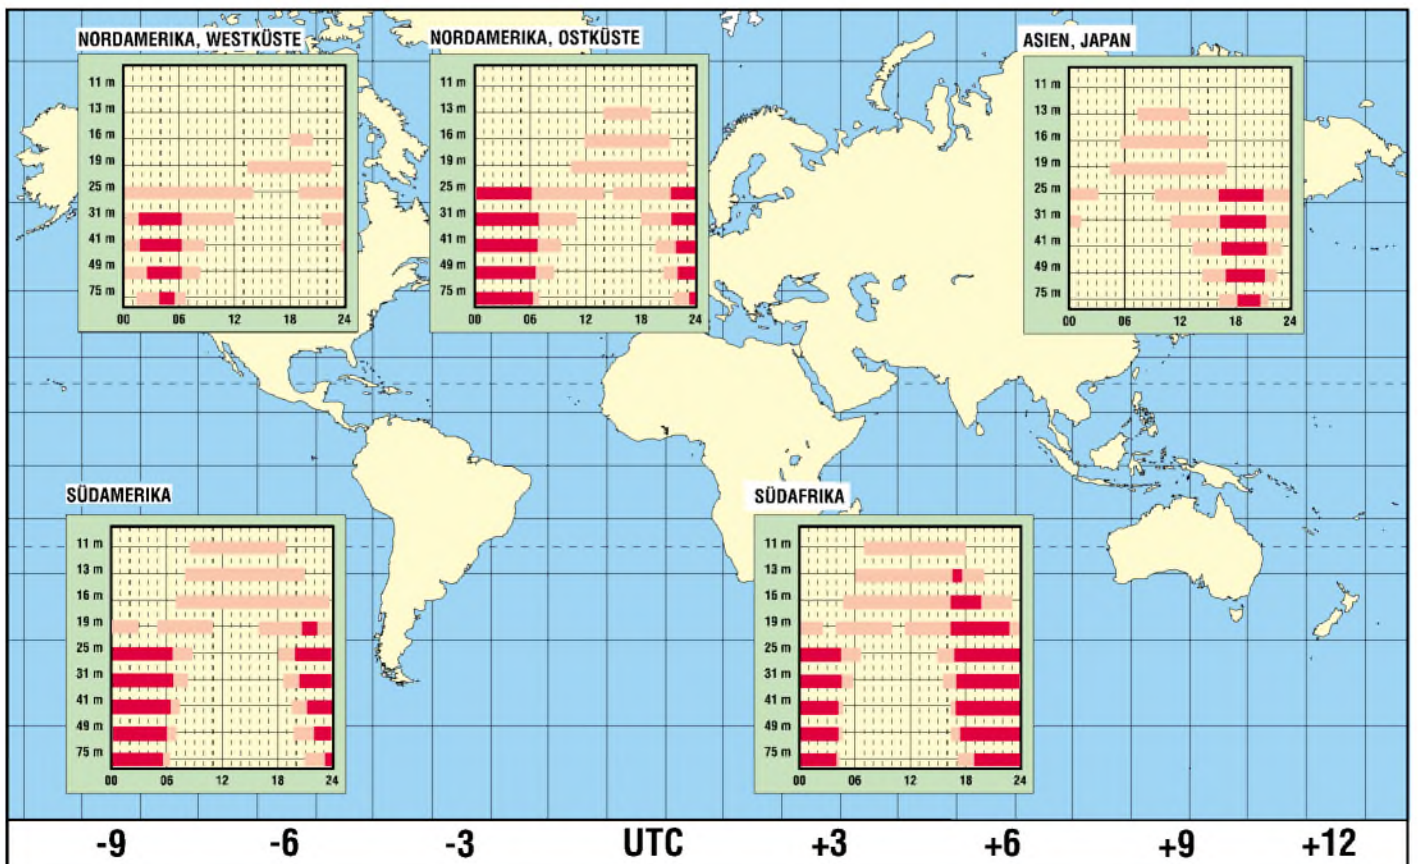 NORDAMERIKA, WESTKÜSTE
11 m
13 m
16 m
19 m
25 m
31 m
41 m
49 m
75 m
00 06 12 18 24
NORDAMERIKA, OSTKÜSTE
11 m
13 m
16 m
19 m
25 m
31 m
41 m
49 m
75 m
00 06 12 18 24
ASIEN, JAPAN
11 m
13 m
16 m
19 m
25 m
31 m
41 m
49 m
75 m
00 06 12 18 24
SÜDAMERIKA
11 m
13 m
16 m
19 m
25 m
31 m
41 m
49 m
75 m
00 06 12 18 24
SÜDAFRIKA
11 m
13 m
16 m
19 m
25 m
31 m
41 m
49 m
75 m
00 06 12 18 24
-9 -6 -3 UTC +3 +6 +9 +12